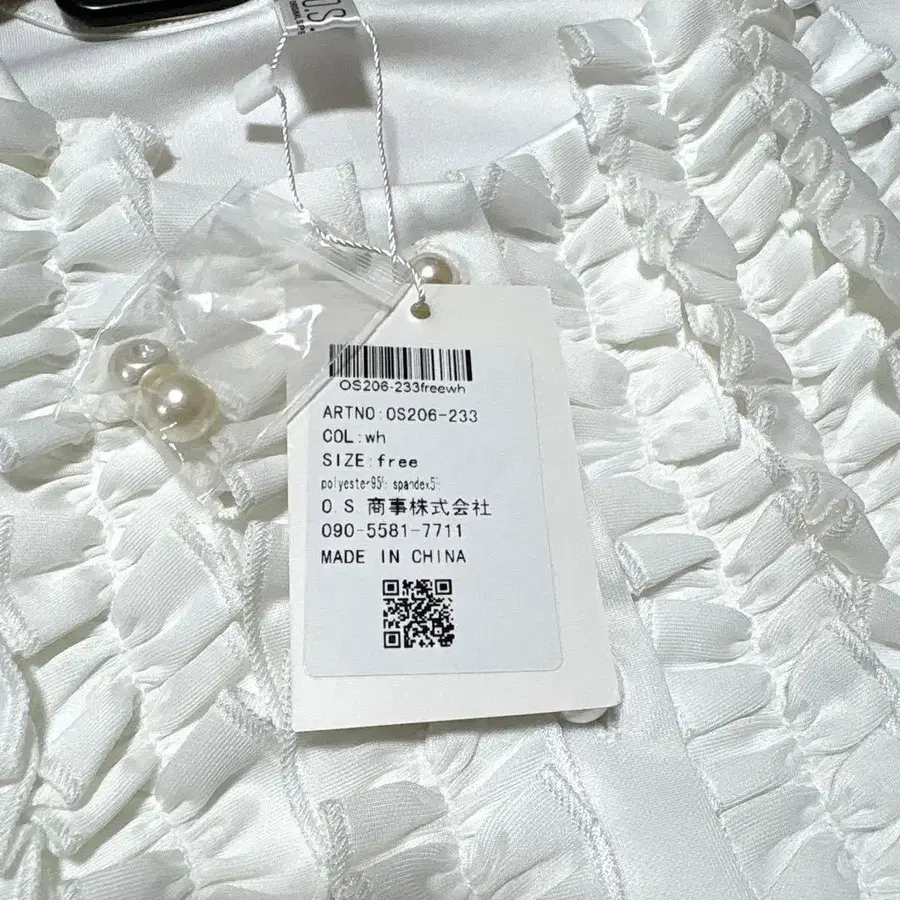 O.S
OS206-233freewh
ARTNO:OS206-233
COL:wh
SIZE:free
polyester95% spandex5%
O.S 商事株式会社
090-5581-7711
MADE IN CHINA